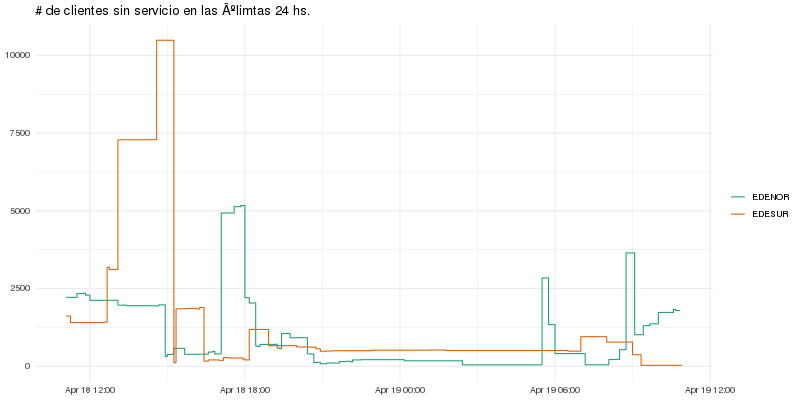 # de clientes sin servicio en las Ãºlimtas 24 hs.
10000
7500
5000
2500
0
Apr 18 12:00
Apr 18 18:00
Apr 19 00:00
Apr 19 06:00
Apr 19 12:00
EDENOR
EDESUR